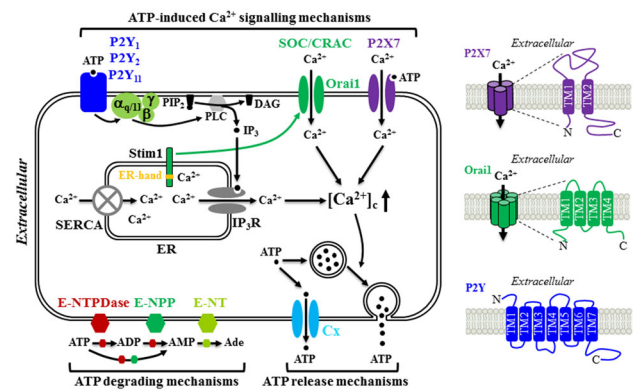 ATP-induced Ca²⁺ signalling mechanisms
P2Y₁
P2Y₂
P2Y₁₁
ATP
α_q/11
γ
β
PIP₂
PLC
DAG
IP₃
SOC/CRAC
Ca²⁺
Orai1
Ca²⁺
P2X7
Ca²⁺
ATP
Ca²⁺
Stim1
ER-hand
Ca²⁺
Ca²⁺
Ca²⁺
Ca²⁺
Ca²⁺
Ca²⁺
[Ca²⁺]c
SERCA
IP₃R
ER
Extracellular
ATP
Cx
ATP
ATP
E-NTPDase
E-NPP
E-NT
ATP
ADP
AMP
Ade
ATP degrading mechanisms
ATP release mechanisms
P2X7
Extracellular
Ca²⁺
TM1
TM2
N
C
Orai1
Extracellular
Ca²⁺
TM1
TM2
TM3
TM4
N
C
P2Y
Extracellular
N
TM1
TM2
TM3
TM4
TM5
TM6
TM7
C